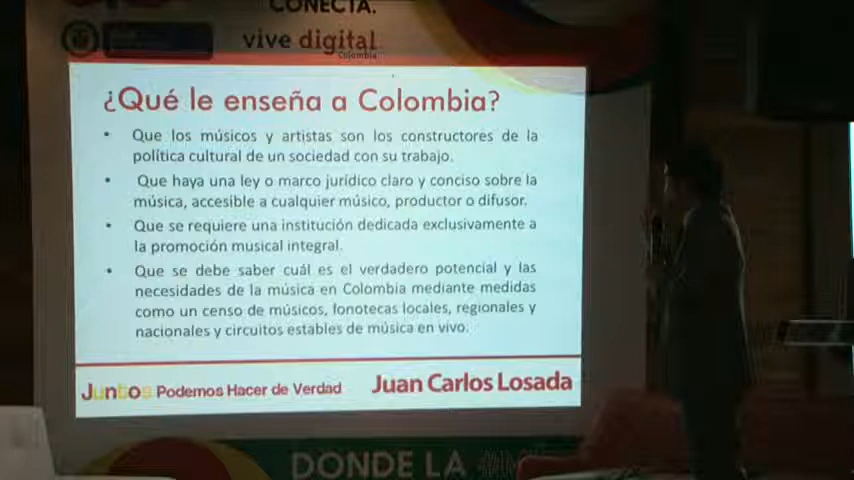 CONECTA.
vive digital
Colombia
¿Qué le enseña a Colombia?
• Que los músicos y artistas son los constructores de la
política cultural de un sociedad con su trabajo.
• Que haya una ley o marco jurídico claro y conciso sobre la
música, accesible a cualquier músico, productor o difusor.
• Que se requiere una institución dedicada exclusivamente a
la promoción musical integral.
• Que se debe saber cuál es el verdadero potencial y las
necesidades de la música en Colombia mediante medidas
como un censo de músicos, fonotecas locales, regionales y
nacionales y circuitos estables de música en vivo.
Juntos Podemos Hacer de Verdad
Juan Carlos Losada
DONDE LA